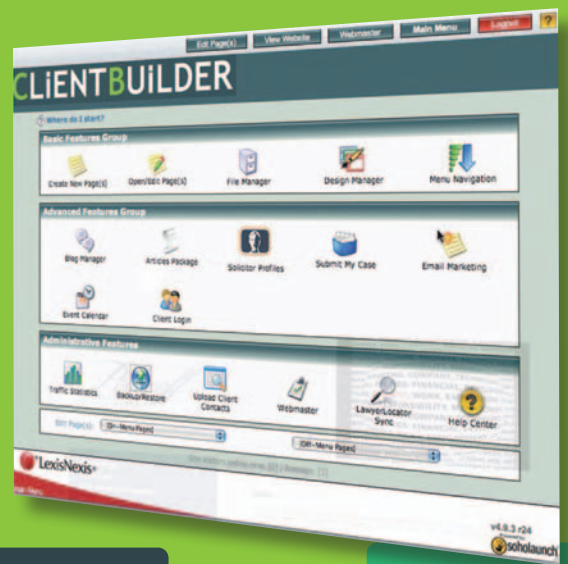 Edit Page(s) View Website Webmaster Main Menu Logout ?
CLiENTBUiLDER
Where do I start?
Basic Features Group
Create New Page(s) Open/Edit Page(s) File Manager Design Manager Menu Navigation
Advanced Features Group
Blog Manager Articles Package Solicitor Profiles Submit My Case Email Marketing
Event Calendar Client Login
Administrative Features
Traffic Statistics Backup/Restore Upload Client Contacts Webmaster LawyerLocator Sync Help Center
Edit Page(s): [On-Menu Pages] [Off-Menu Pages]
LexisNexis®
v4.9.3 r24
Powered by
soholaunch